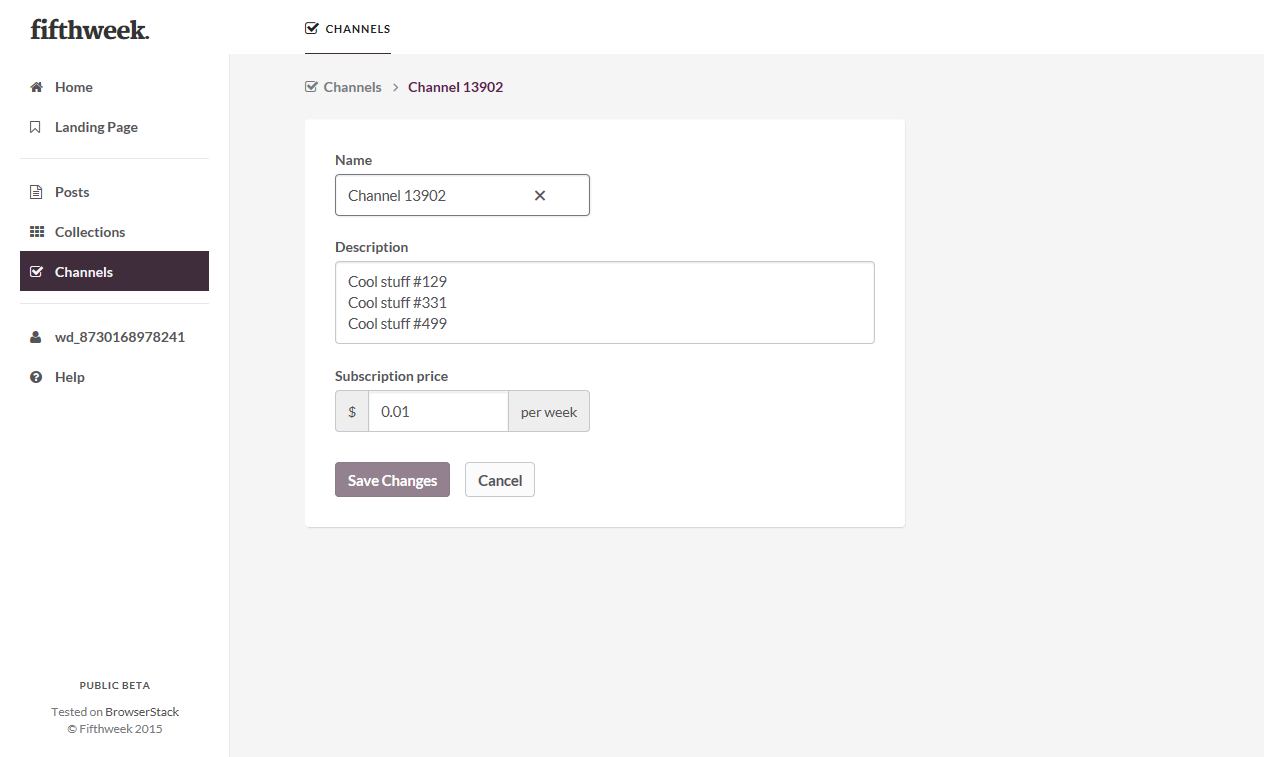 fifthweek.
CHANNELS
Home
Landing Page
Posts
Collections
Channels
wd_8730168978241
Help
PUBLIC BETA
Tested on BrowserStack
© Fifthweek 2015
Channels > Channel 13902
Name
Channel 13902
Description
Cool stuff #129
Cool stuff #331
Cool stuff #499
Subscription price
$ 0.01 per week
Save Changes Cancel